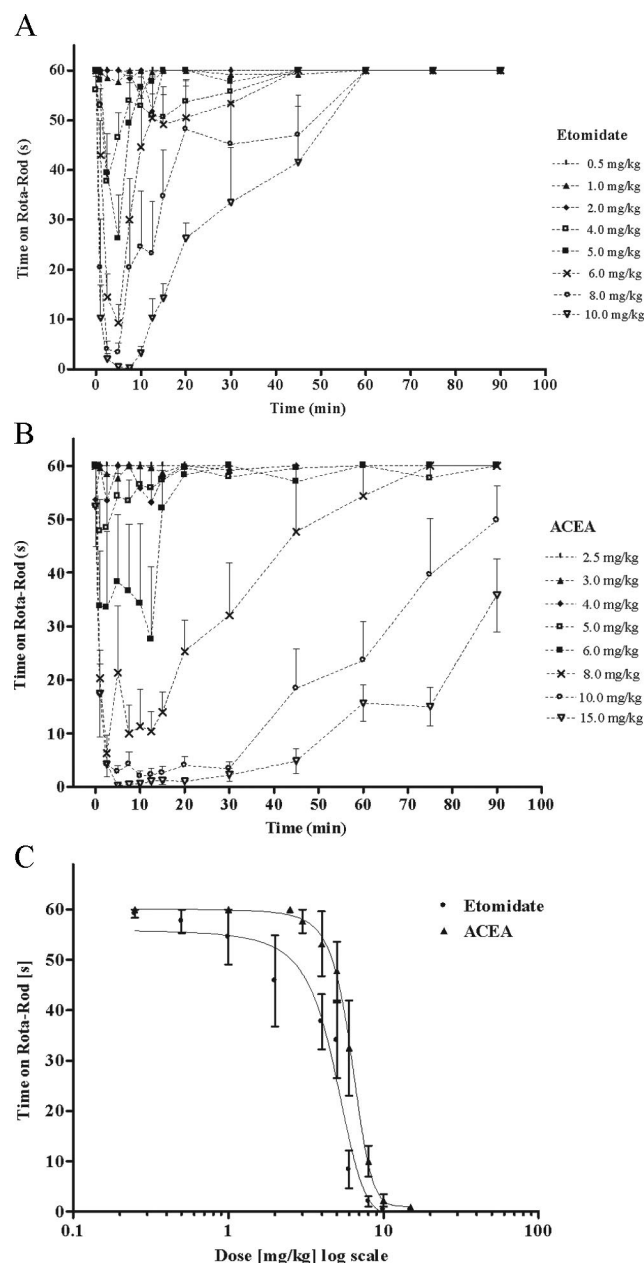 A
Time on Rota-Rod (s)
60
50
40
30
20
10
0
0 10 20 30 40 50 60 70 80 90 100
Time (min)
Etomidate
0.5 mg/kg
1.0 mg/kg
2.0 mg/kg
4.0 mg/kg
5.0 mg/kg
6.0 mg/kg
8.0 mg/kg
10.0 mg/kg
B
Time on Rota-Rod (s)
60
50
40
30
20
10
0
0 10 20 30 40 50 60 70 80 90 100
Time (min)
ACEA
2.5 mg/kg
3.0 mg/kg
4.0 mg/kg
5.0 mg/kg
6.0 mg/kg
8.0 mg/kg
10.0 mg/kg
15.0 mg/kg
C
Time on Rota-Rod [s]
60
50
40
30
20
10
0
0.1 1 10 100
Dose [mg/kg] log scale
Etomidate
ACEA